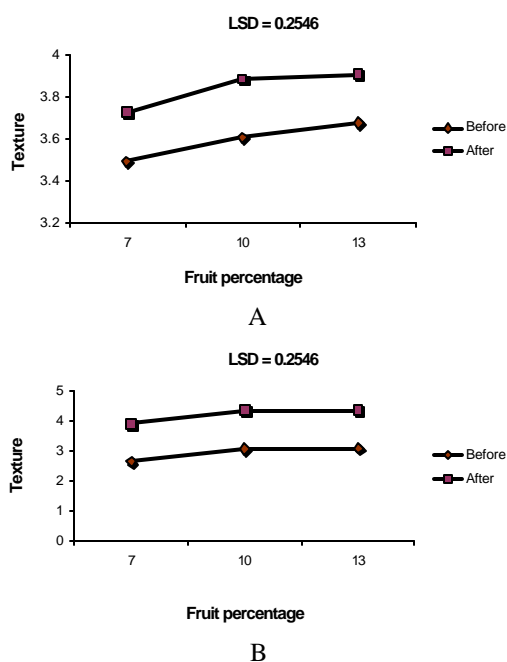 LSD = 0.2546
4
3.8
3.6
3.4
3.2
Texture
7 10 13
Fruit percentage
Before
After
A
LSD = 0.2546
5
4
3
2
1
0
Texture
7 10 13
Fruit percentage
Before
After
B